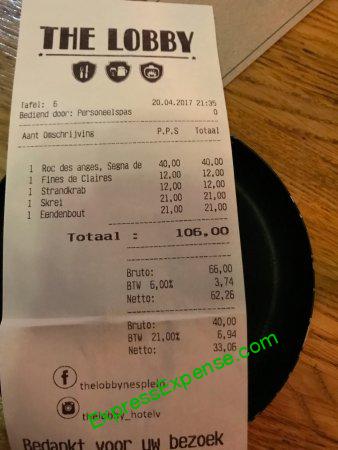 THE LOBBY
Tafel: 6 20.04.2017 21:35
Bediend door: Personeelspas 0
Aant Omschrijving P.P.S Totaal
1 Roc des anges, Segna de 40,00 40,00
1 Fines de Claires 12,00 12,00
1 Strandkrab 12,00 12,00
1 Skrei 21,00 21,00
1 Eendenbout 21,00 21,00
Totaal : 106,00
Bruto: 66,00
BTW 6,00% 3,74
Netto: 62,26
Bruto: 40,00
BTW 21,00% 6,94
Netto: 33,06
thelobbynesplein
thelobby_hotelv
ExpressExpense.com
Bedankt voor uw bezoek